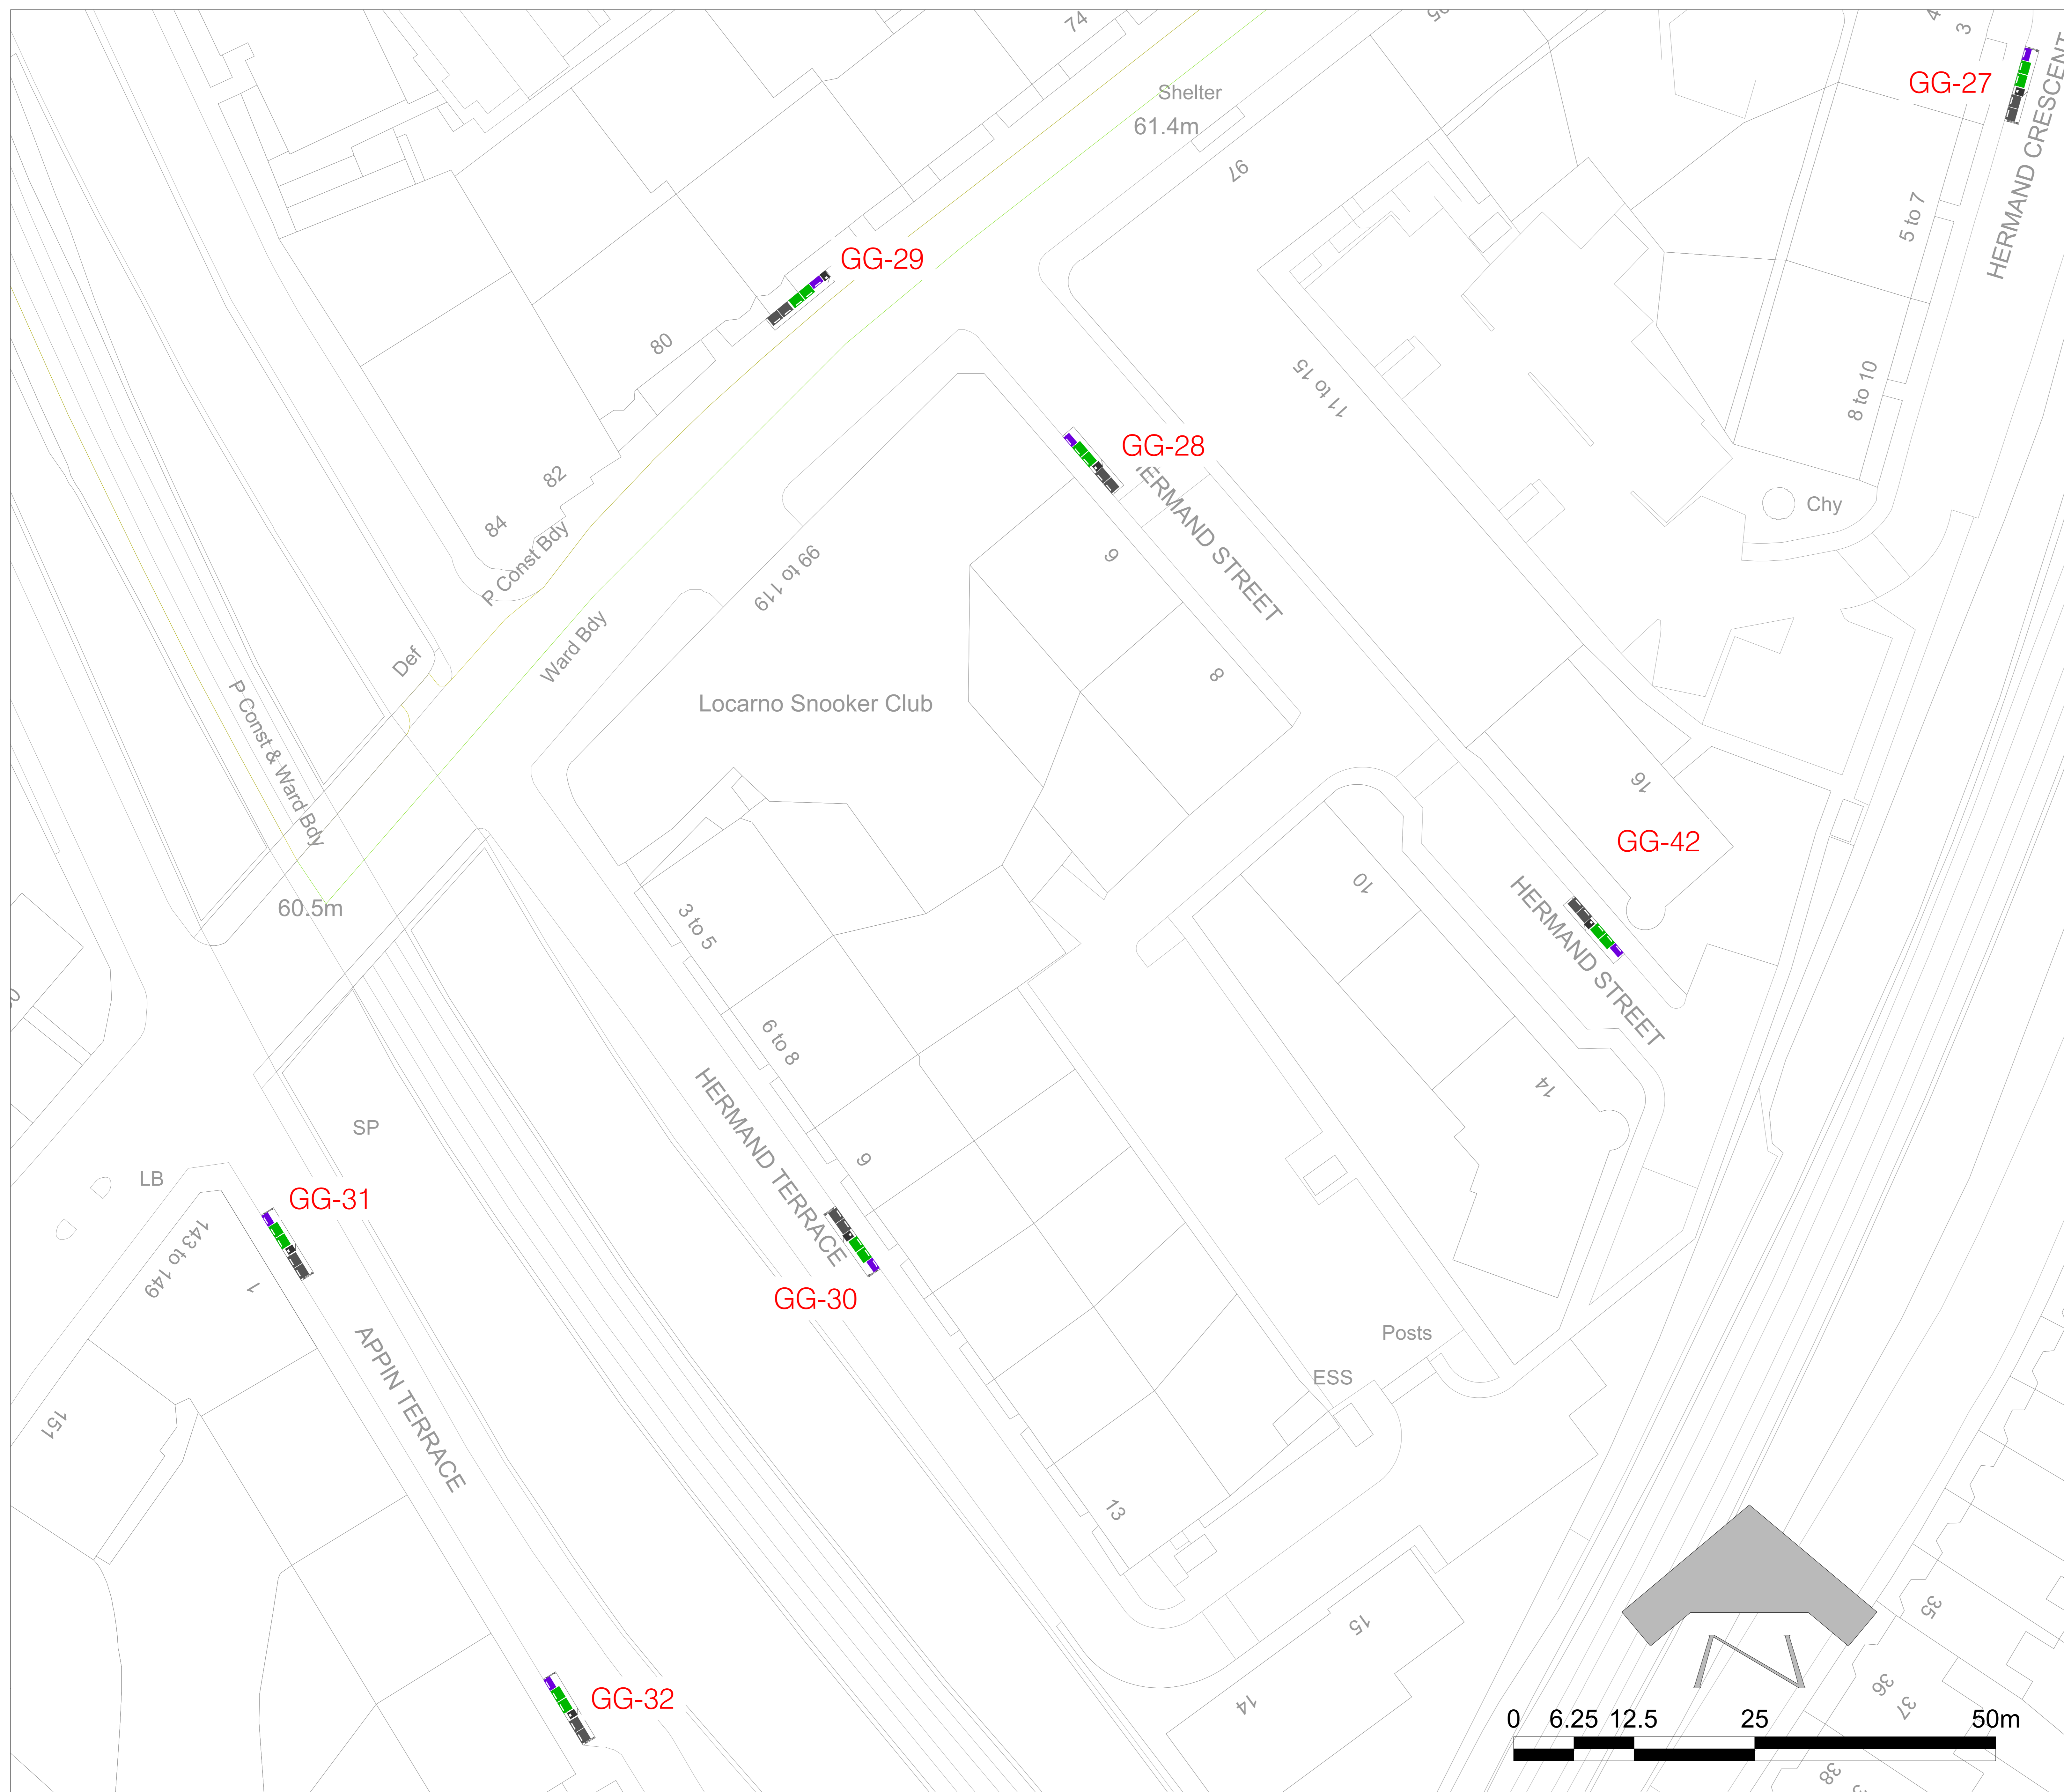 74
95
4
3
Shelter
61.4m
97
GG-27
HERMAND CRESCENT
5 to 7
GG-29
80
11 to 15
8 to 10
GG-28
HERMAND STREET
82
84
P Const Bdy
Chy
9
99 to 119
Def
Ward Bdy
8
P Const & Ward Bdy
Locarno Snooker Club
16
GG-42
10
60.5m
3 to 5
HERMAND STREET
6 to 8
14
HERMAND TERRACE
SP
9
LB
GG-31
143 to 149
1
GG-30
APPIN TERRACE
Posts
ESS
151
13
15
35
GG-32
14
36
37
N
0 6.25 12.5 25 50m
38